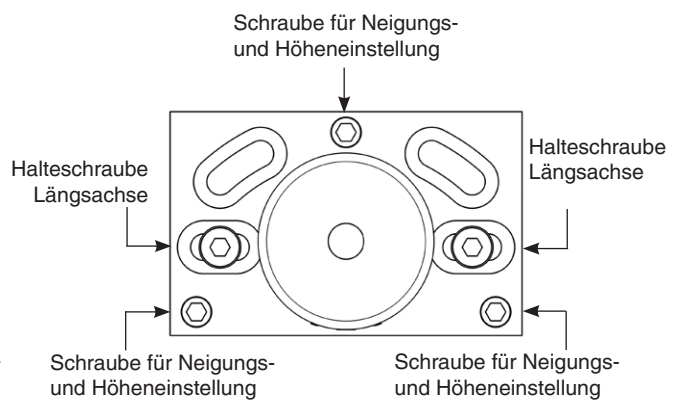 Schraube für Neigungs-
und Höheneinstellung
Halteschraube
Längsachse
Halteschraube
Längsachse
Schraube für Neigungs-
und Höheneinstellung
Schraube für Neigungs-
und Höheneinstellung